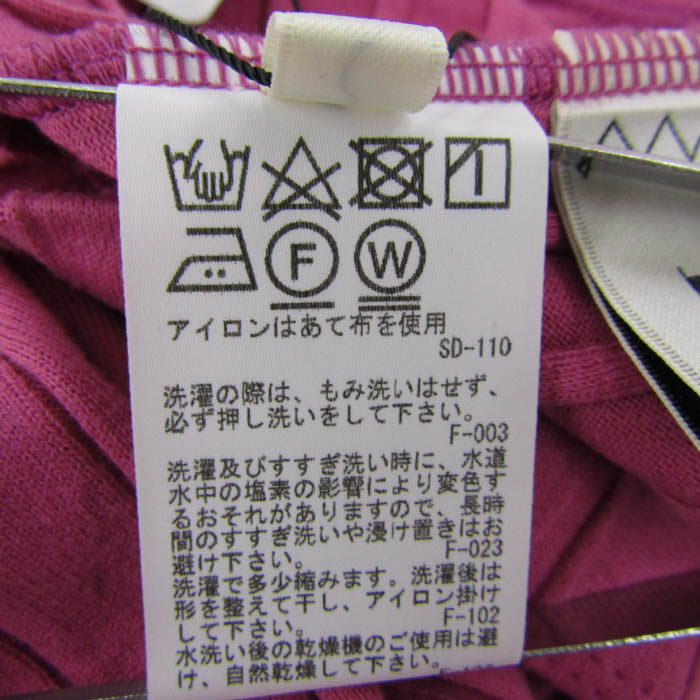 F
W
アイロンはあて布を使用
SD-110
洗濯の際は、もみ洗いはせず、
必ず押し洗いをして下さい。
F-003
洗濯及びすすぎ洗い時に、水道
水中の塩素の影響により変色す
るおそれがありますので、長時
間のすすぎ洗いや浸け置きはお
避け下さい。
F-023
洗濯で多少縮みます。洗濯後は
形を整えて干し、アイロン掛け
して下さい。
F-102
水洗い後の乾燥機のご使用は避
け、自然乾燥して下さい。